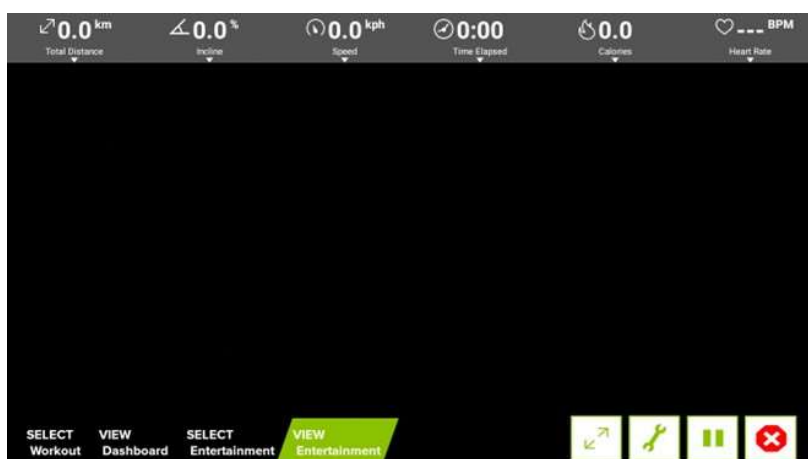 0.0 km 0.0 % 0.0 kph 0:00 0.0 --- BPM
Total Distance Incline Speed Time Elapsed Calories Heart Rate
SELECT VIEW SELECT VIEW
Workout Dashboard Entertainment Entertainment